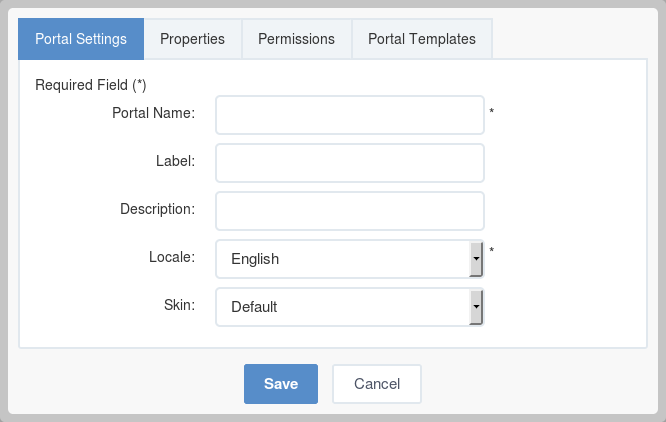 Portal Settings Properties Permissions Portal Templates
Required Field (*)
Portal Name: *
Label:
Description:
Locale: English *
Skin: Default
Save Cancel